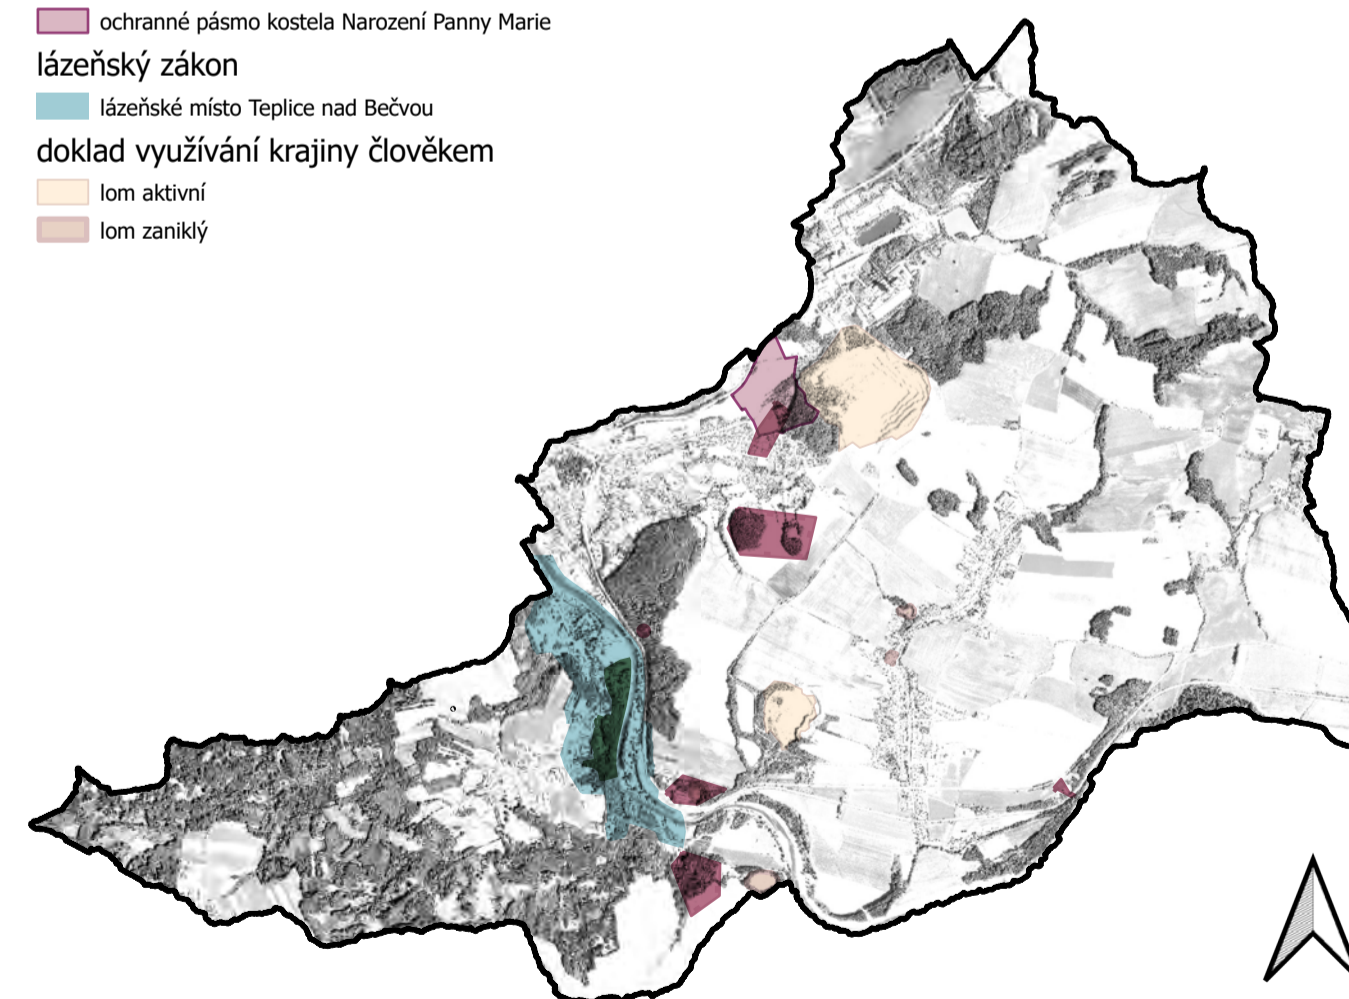 ochranné pásmo kostela Narození Panny Marie
lázeňský zákon
lázeňské místo Teplice nad Bečvou
doklad využívání krajiny člověkem
lom aktivní
lom zaniklý